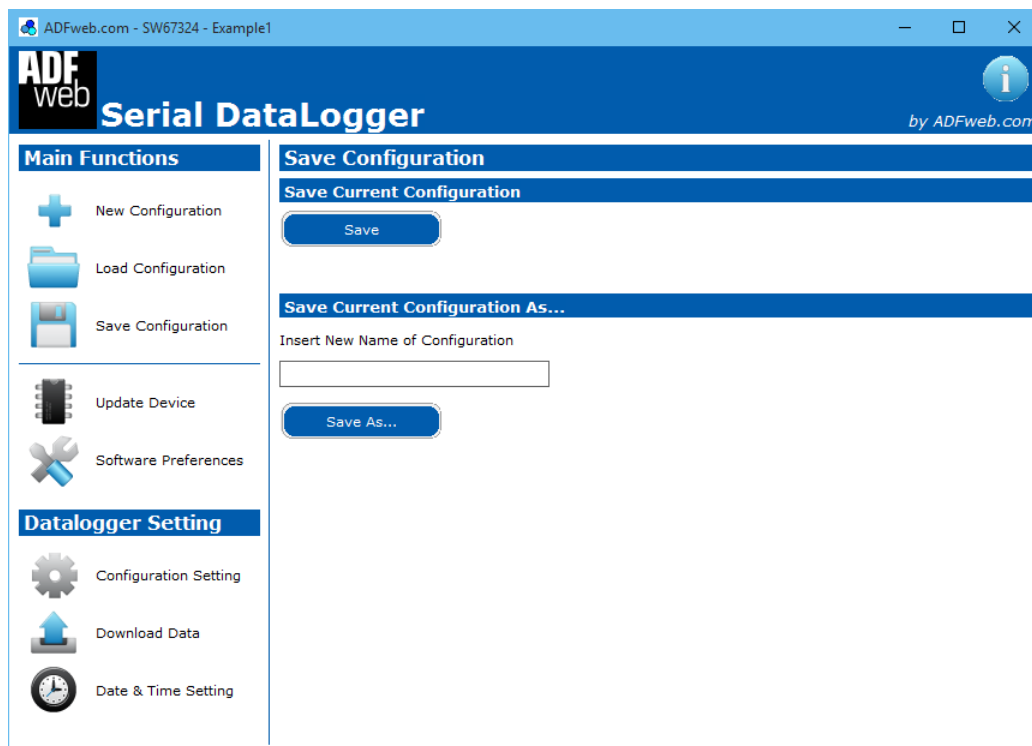 ADFweb.com - SW67324 - Example1
ADF
web
Serial DataLogger
i
by ADFweb.com
Main Functions
New Configuration
Load Configuration
Save Configuration
Update Device
Software Preferences
Datalogger Setting
Configuration Setting
Download Data
Date & Time Setting
Save Configuration
Save Current Configuration
Save
Save Current Configuration As...
Insert New Name of Configuration
Save As...